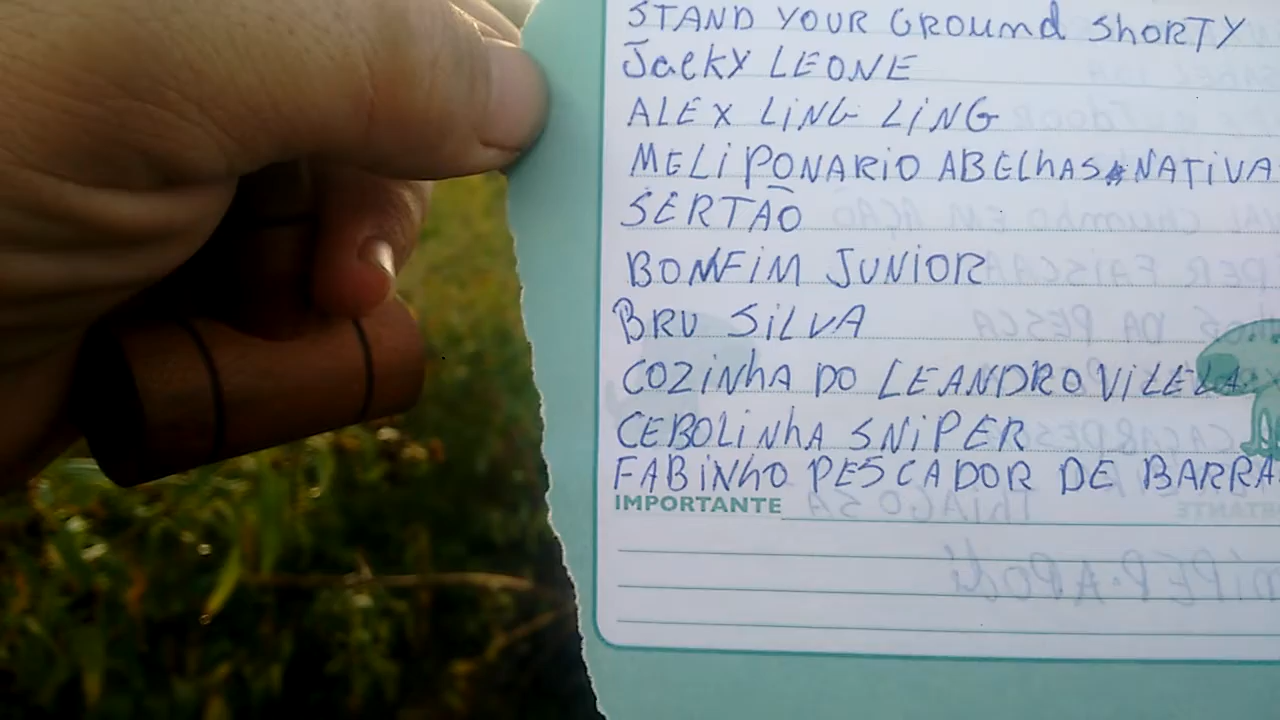 STAND YOUR GROUnd ShORTY
JackY LEONE
ALEX LiNG LiNG
MELiPONARiO ABELhAS NATiVA
SERTÃO
BOMFiM JUNiOR
BRU SiLVA
COZiNhA DO LEANDRO ViLELA
CEBOLiNhA SNiPER
FABiNhO PESCADOR DE BARRA
IMPORTANTE